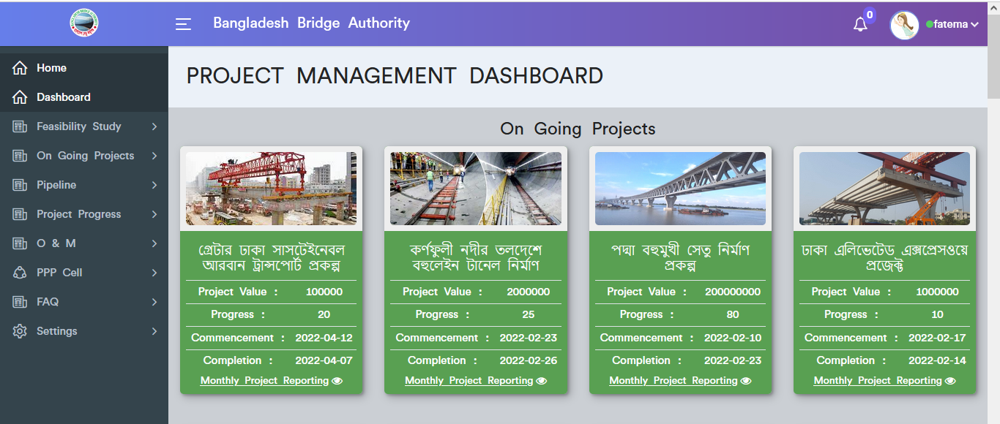 Bangladesh Bridge Authority
0
fatema
Home
Dashboard
Feasibility Study
On Going Projects
Pipeline
Project Progress
O & M
PPP Cell
FAQ
Settings
PROJECT MANAGEMENT DASHBOARD
On Going Projects
গ্রেটার ঢাকা সাসটেইনেবল
আরবান ট্রান্সপোর্ট প্রকল্প
Project Value : 100000
Progress : 20
Commencement : 2022-04-12
Completion : 2022-04-07
Monthly Project Reporting
কর্ণফুলী নদীর তলদেশে
বহুলেইন টানেল নির্মাণ
Project Value : 2000000
Progress : 25
Commencement : 2022-02-23
Completion : 2022-02-26
Monthly Project Reporting
পদ্মা বহুমুখী সেতু নির্মাণ
প্রকল্প
Project Value : 200000000
Progress : 80
Commencement : 2022-02-10
Completion : 2022-02-23
Monthly Project Reporting
ঢাকা এলিভেটেড এক্সপ্রেসওয়ে
প্রজেক্ট
Project Value : 1000000
Progress : 10
Commencement : 2022-02-17
Completion : 2022-02-14
Monthly Project Reporting